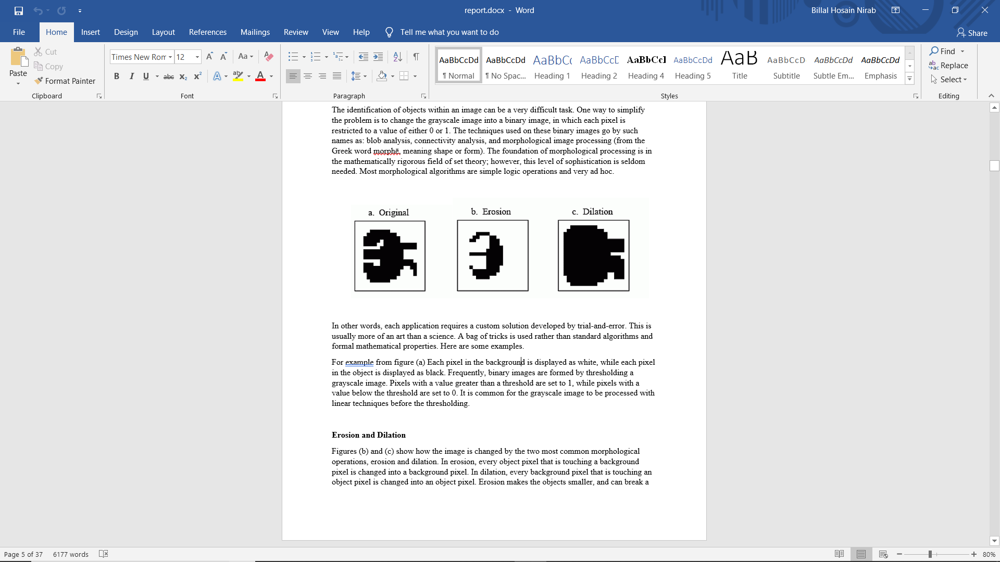 report.docx - Word
Billal Hosain Nirab
File Home Insert Design Layout References Mailings Review View Help Tell me what you want to do Share
Paste Cut Copy Format Painter
Times New Rom 12
Aa
B I U abc x₂ x² A ab A
AaBbCcDd AaBbCcDd AaBbCc AaBbCcD AaBbCcI AaBbCcDd AaB AaBbCcD AaBbCcDd AaBbCcDd
¶ Normal ¶ No Spac... Heading 1 Heading 2 Heading 4 Heading 5 Title Subtitle Subtle Em... Emphasis
Find
Replace
Select
Clipboard Font Paragraph Styles Editing
The identification of objects within an image can be a very difficult task. One way to simplify
the problem is to change the grayscale image into a binary image, in which each pixel is
restricted to a value of either 0 or 1. The techniques used on these binary images go by such
names as: blob analysis, connectivity analysis, and morphological image processing (from the
Greek word morphē, meaning shape or form). The foundation of morphological processing is in
the mathematically rigorous field of set theory; however, this level of sophistication is seldom
needed. Most morphological algorithms are simple logic operations and very ad hoc.
a. Original b. Erosion c. Dilation
In other words, each application requires a custom solution developed by trial-and-error. This is
usually more of an art than a science. A bag of tricks is used rather than standard algorithms and
formal mathematical properties. Here are some examples.
For example from figure (a) Each pixel in the background is displayed as white, while each pixel
in the object is displayed as black. Frequently, binary images are formed by thresholding a
grayscale image. Pixels with a value greater than a threshold are set to 1, while pixels with a
value below the threshold are set to 0. It is common for the grayscale image to be processed with
linear techniques before the thresholding.
Erosion and Dilation
Figures (b) and (c) show how the image is changed by the two most common morphological
operations, erosion and dilation. In erosion, every object pixel that is touching a background
pixel is changed into a background pixel. In dilation, every background pixel that is touching an
object pixel is changed into an object pixel. Erosion makes the objects smaller, and can break a
Page 5 of 37 6177 words 80%